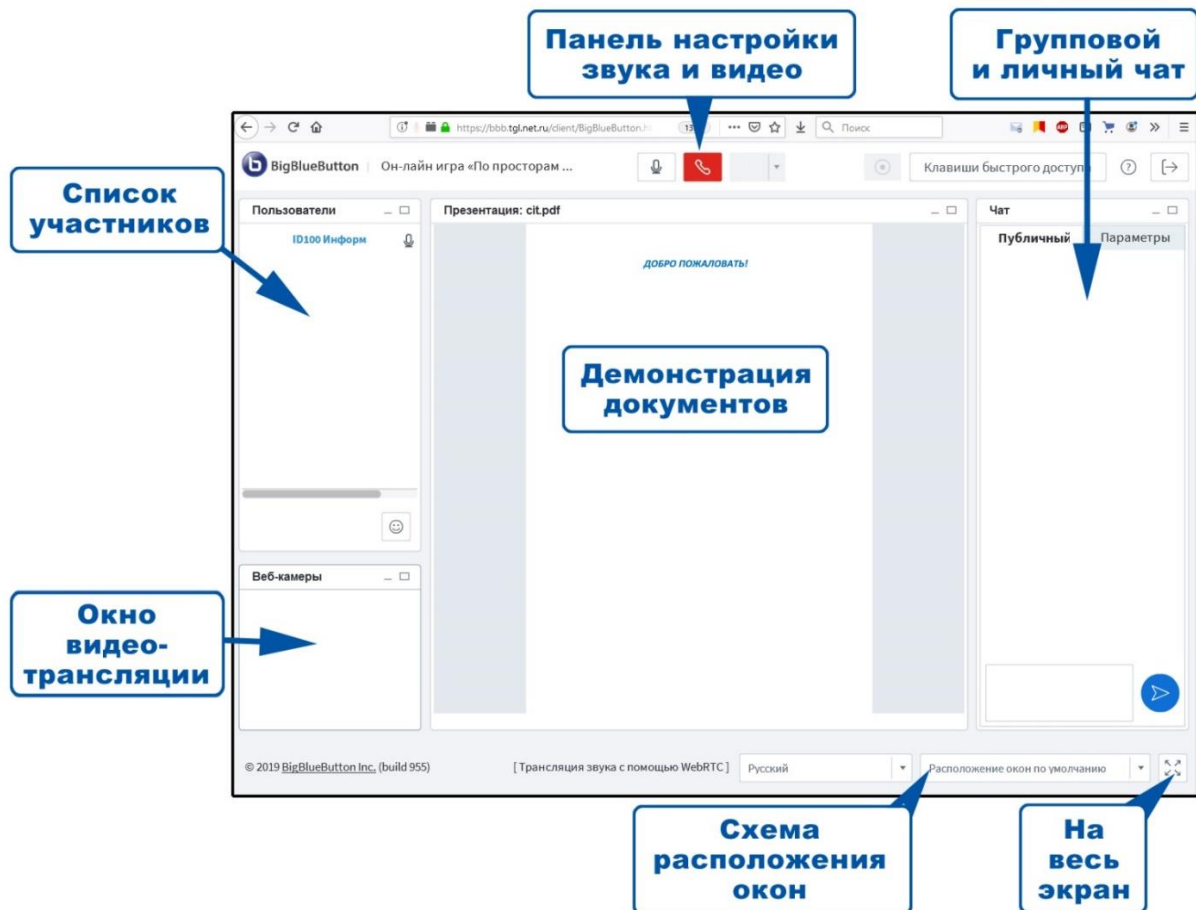 Панель настройки
звука и видео
Групповой
и личный чат
https://bbb.tgl.net.ru/client/BigBlueButton.h
Поиск
b BigBlueButton
Он-лайн игра «По просторам ...
Клавиши быстрого доступа
Список
участников
Пользователи
Презентация: cit.pdf
Чат
ID100 Информ
Публичный
Параметры
ДОБРО ПОЖАЛОВАТЬ!
Демонстрация
документов
Веб-камеры
Окно
видео-
трансляции
© 2019 BigBlueButton Inc. (build 955)
[ Трансляция звука с помощью WebRTC ]
Русский
Расположение окон по умолчанию
Схема
расположения
окон
На
весь
экран